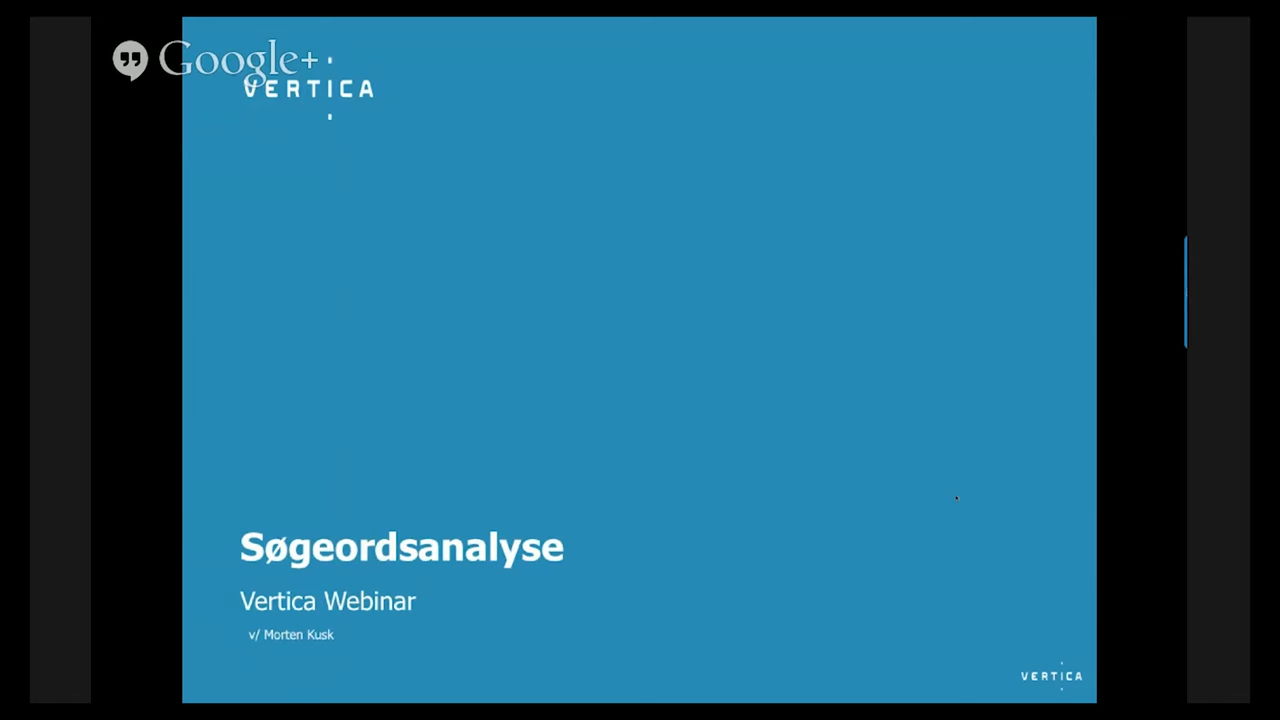 Google+
VERTICA
Søgeordsanalyse
Vertica Webinar
v/ Morten Kusk
VERTICA